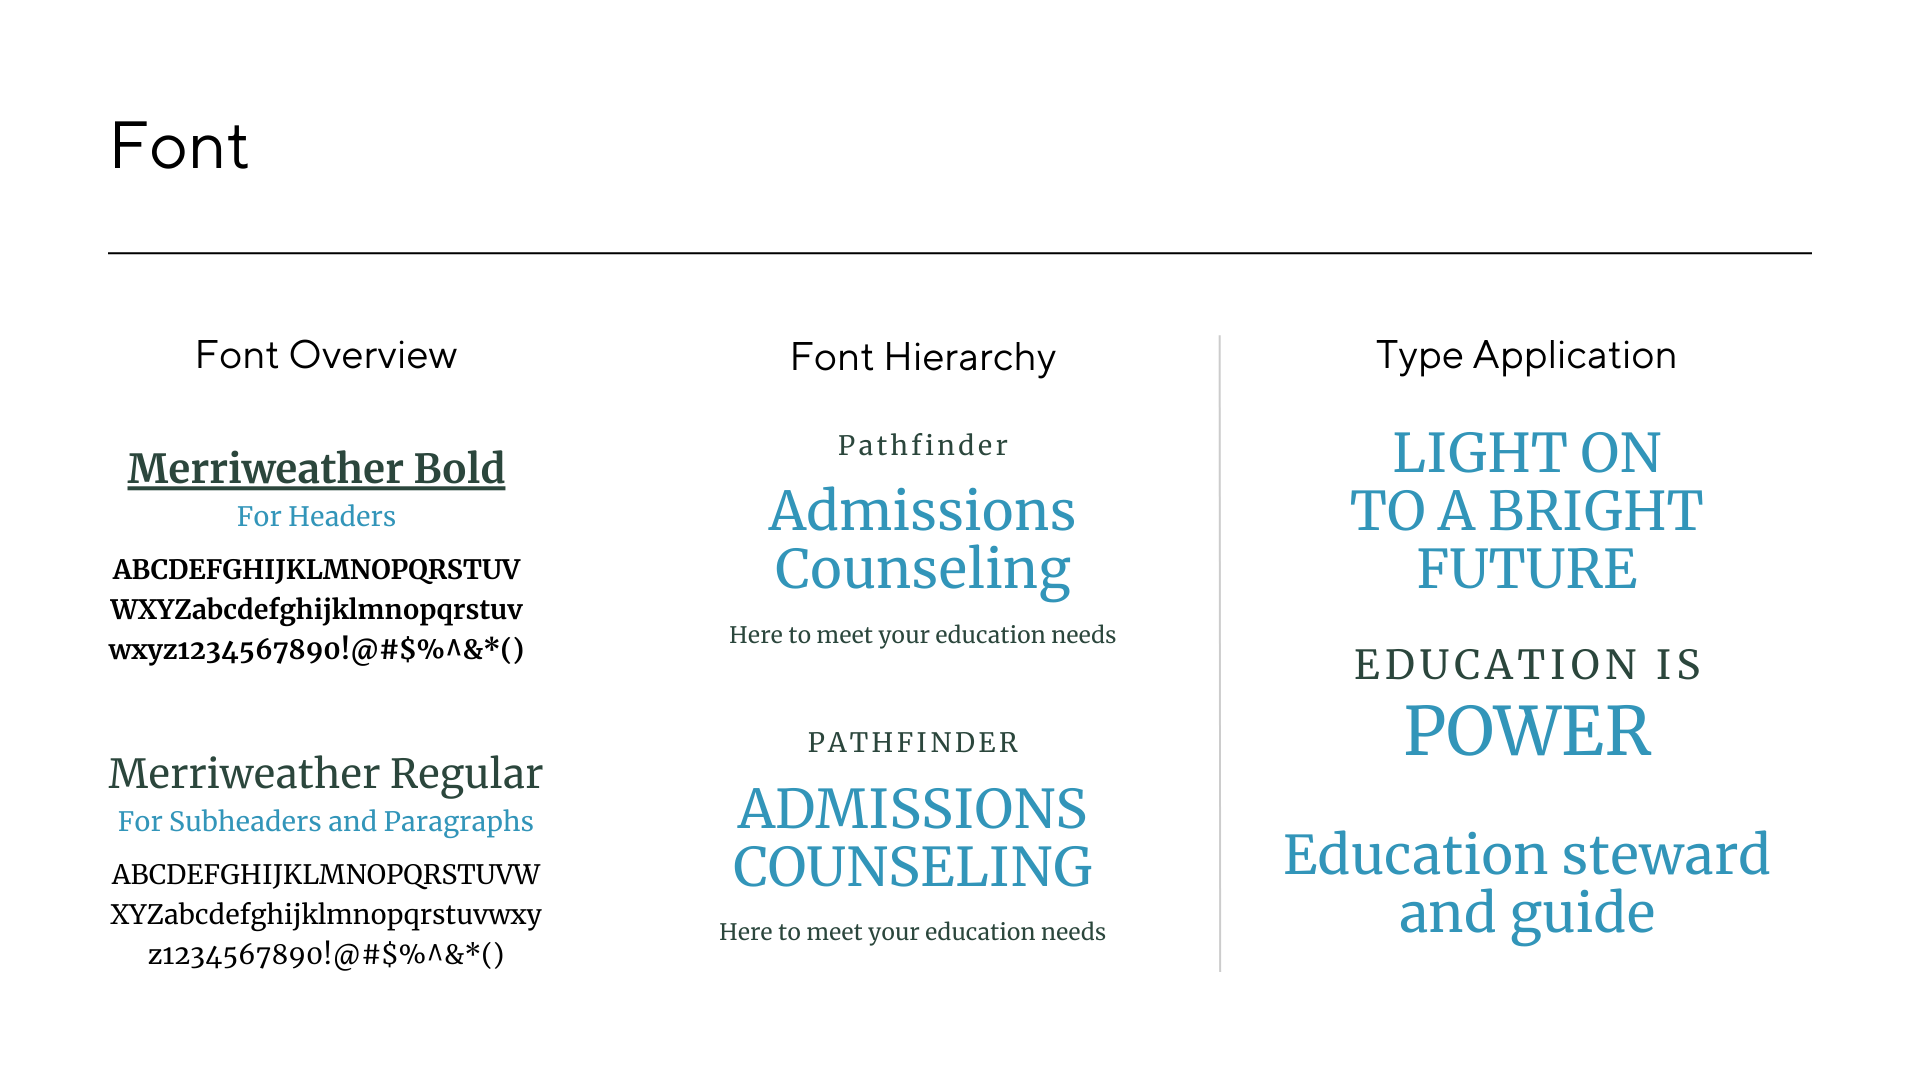 Font
Font Overview
Merriweather Bold
For Headers
ABCDEFGHIJKLMNOPQRSTUV
WXYZabcdefghijklmnopqrstuv
wxyz1234567890!@#$%^&*()
Merriweather Regular
For Subheaders and Paragraphs
ABCDEFGHIJKLMNOPQRSTUVW
XYZabcdefghijklmnopqrstuvwxy
z1234567890!@#$%^&*()
Font Hierarchy
Pathfinder
Admissions
Counseling
Here to meet your education needs
PATHFINDER
ADMISSIONS
COUNSELING
Here to meet your education needs
Type Application
LIGHT ON
TO A BRIGHT
FUTURE
EDUCATION IS
POWER
Education steward
and guide